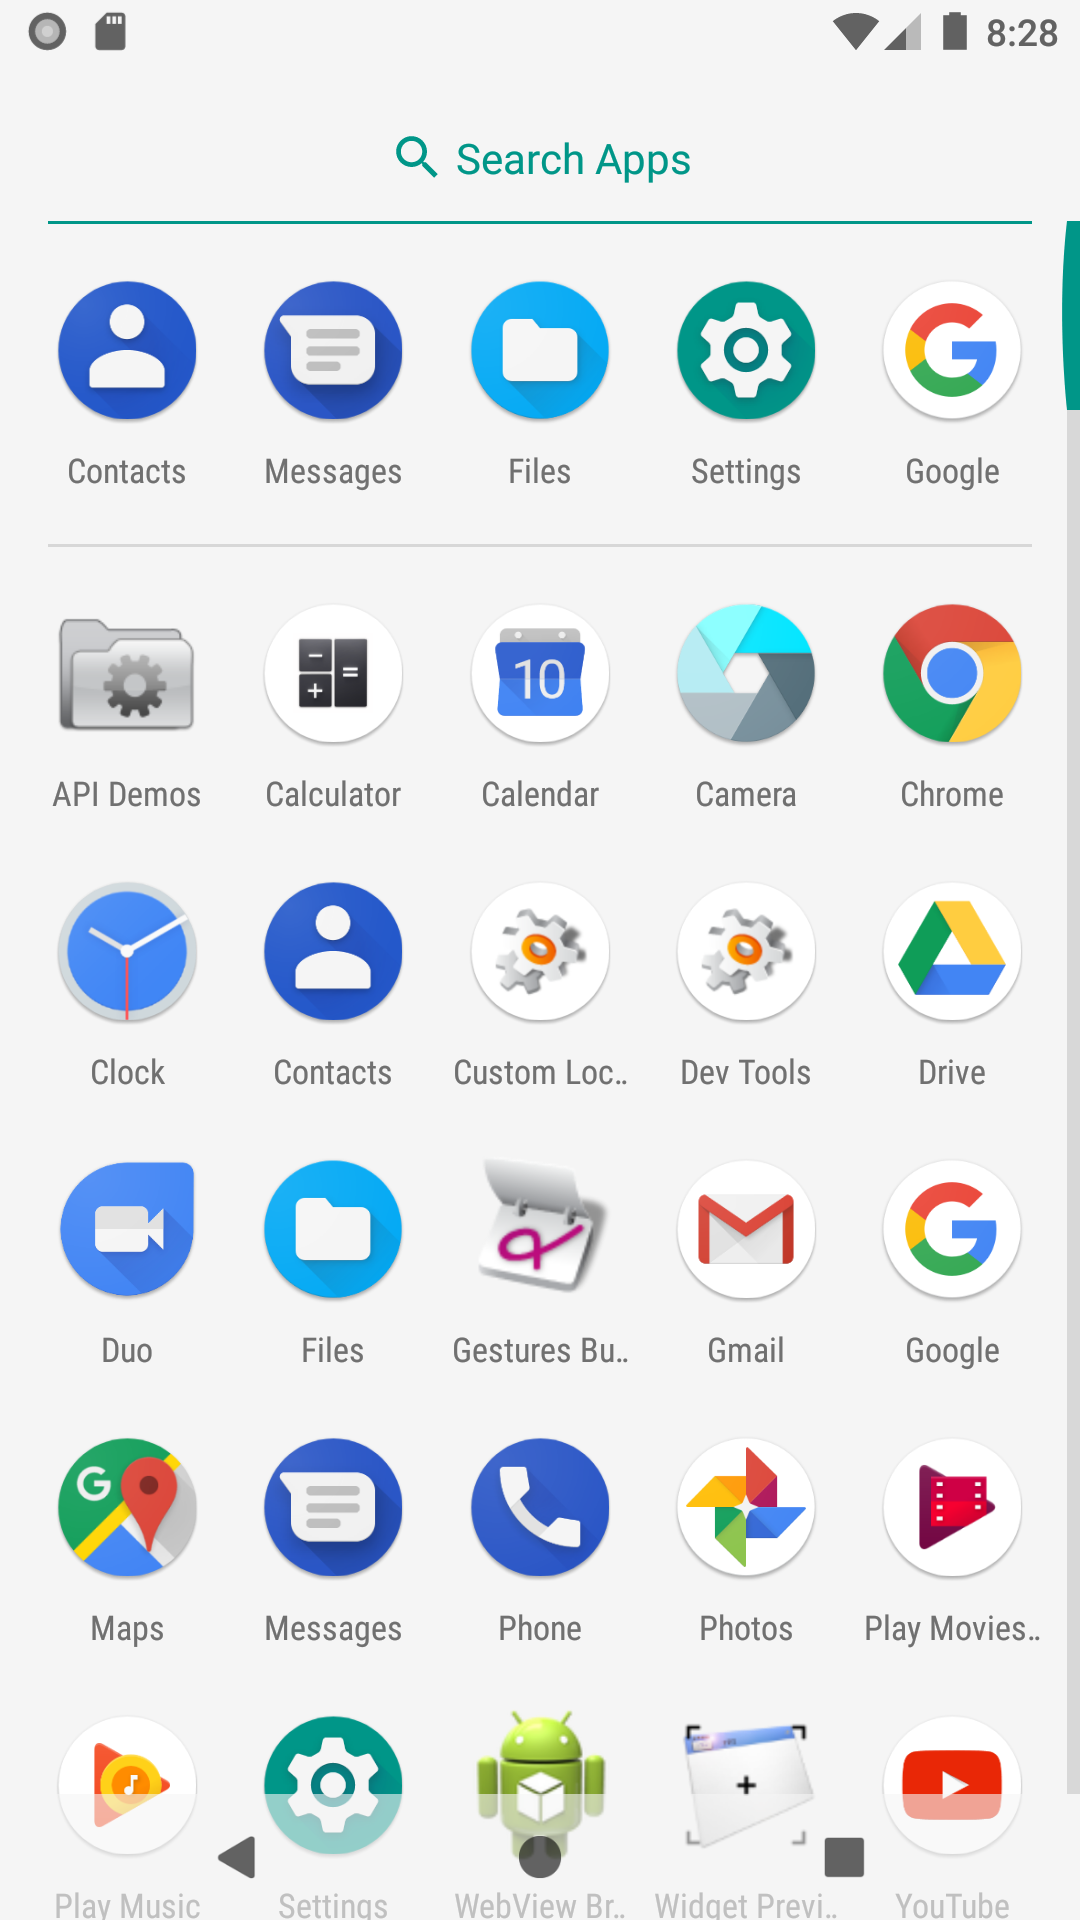 8:28
Search Apps
Contacts Messages Files Settings Google
10
API Demos Calculator Calendar Camera Chrome
Clock Contacts Custom Loc.. Dev Tools Drive
Duo Files Gestures Bu.. Gmail Google
Maps Messages Phone Photos Play Movies..
Play Music Settings WebView Br.. Widget Previ.. YouTube